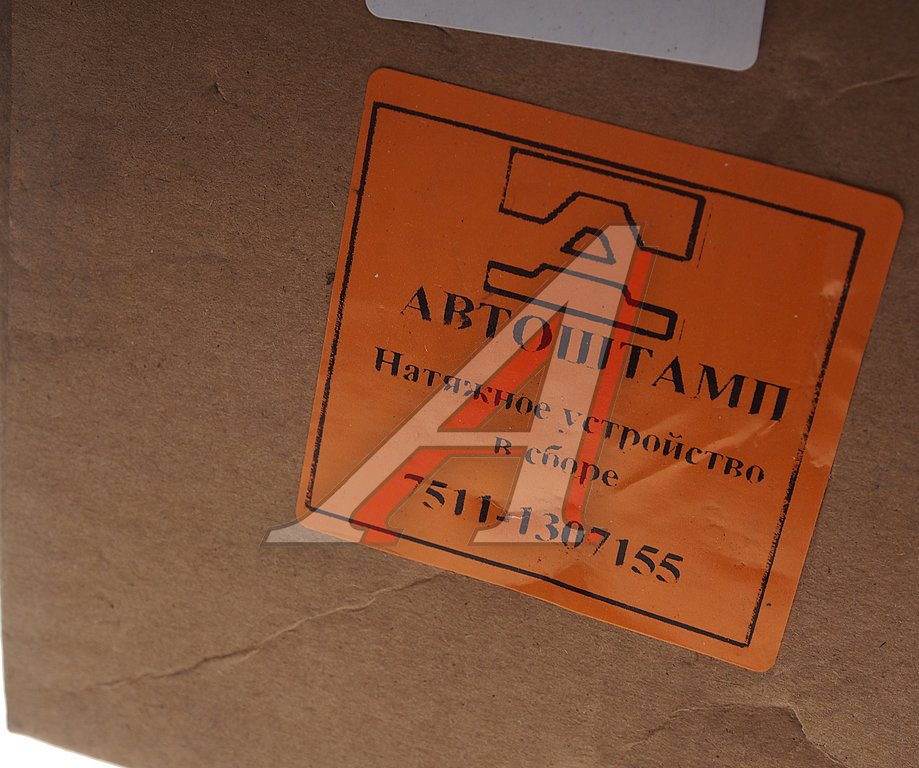 АВТОШТАМП
Натяжное устройство
в сборе
7511-1307155